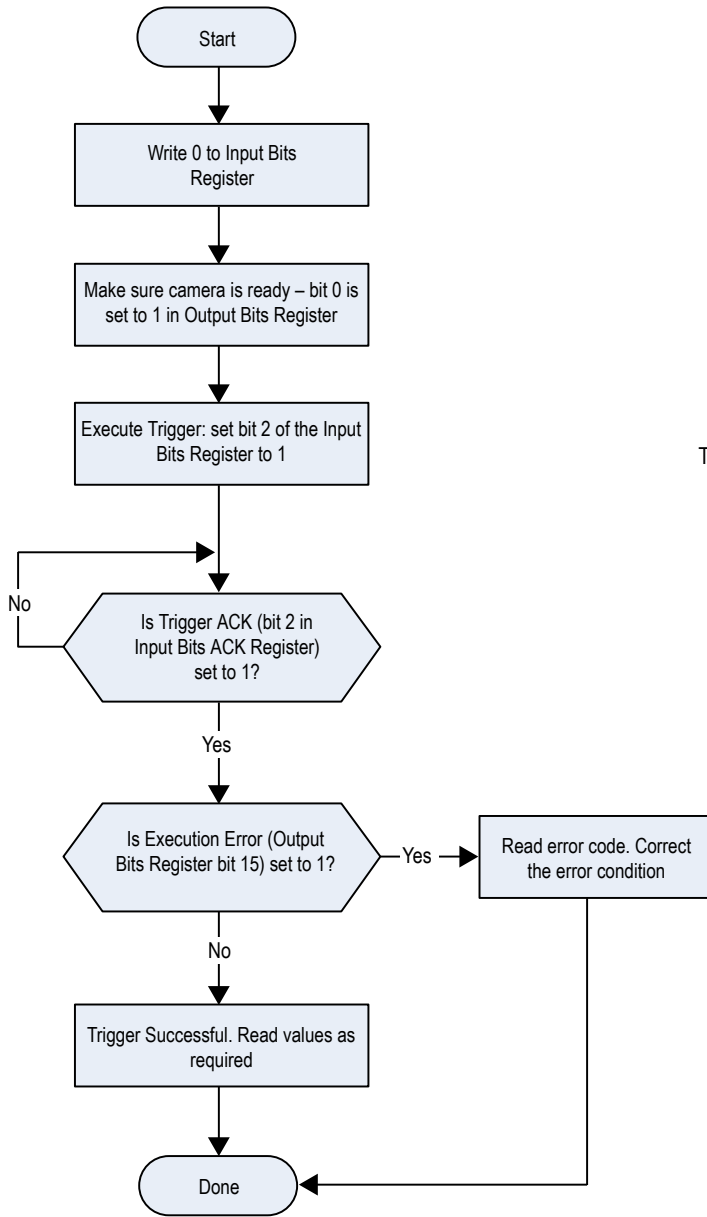 Start
Write 0 to Input Bits
Register
Make sure camera is ready – bit 0 is
set to 1 in Output Bits Register
Execute Trigger: set bit 2 of the Input
Bits Register to 1
T
No
Is Trigger ACK (bit 2 in
Input Bits ACK Register)
set to 1?
Yes
Is Execution Error (Output
Bits Register bit 15) set to 1?
Yes
Read error code. Correct
the error condition
No
Trigger Successful. Read values as
required
Done